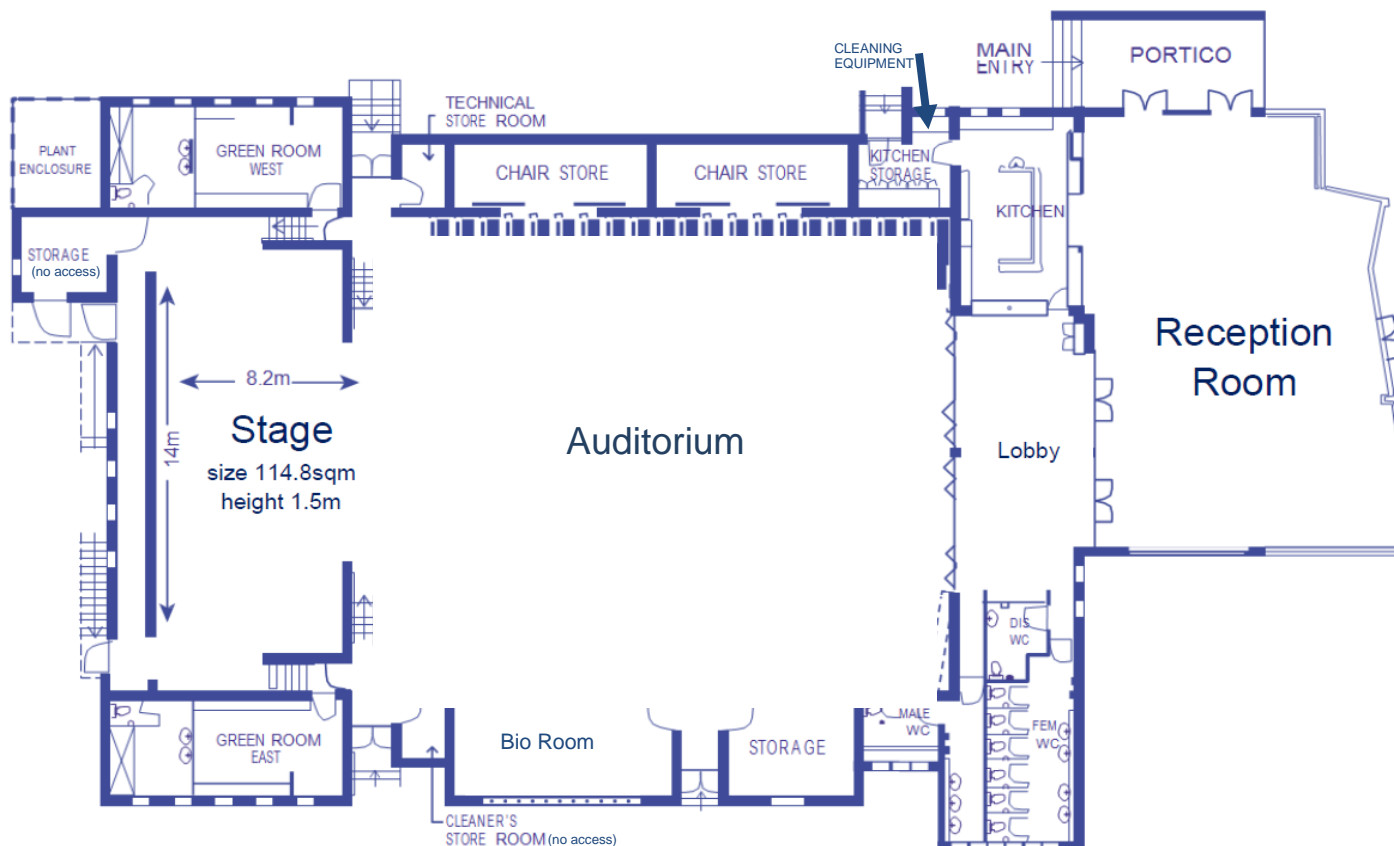 CLEANING
EQUIPMENT
MAIN
ENTRY
PORTICO
TECHNICAL
STORE ROOM
PLANT
ENCLOSURE
GREEN ROOM
WEST
CHAIR STORE
CHAIR STORE
KITCHEN
STORAGE
KITCHEN
STORAGE
(no access)
8.2m
14m
Stage
size 114.8sqm
height 1.5m
Auditorium
Lobby
Reception
Room
DIS
WC
MALE
WC
FEM
WC
GREEN ROOM
EAST
Bio Room
STORAGE
CLEANER'S
STORE ROOM (no access)